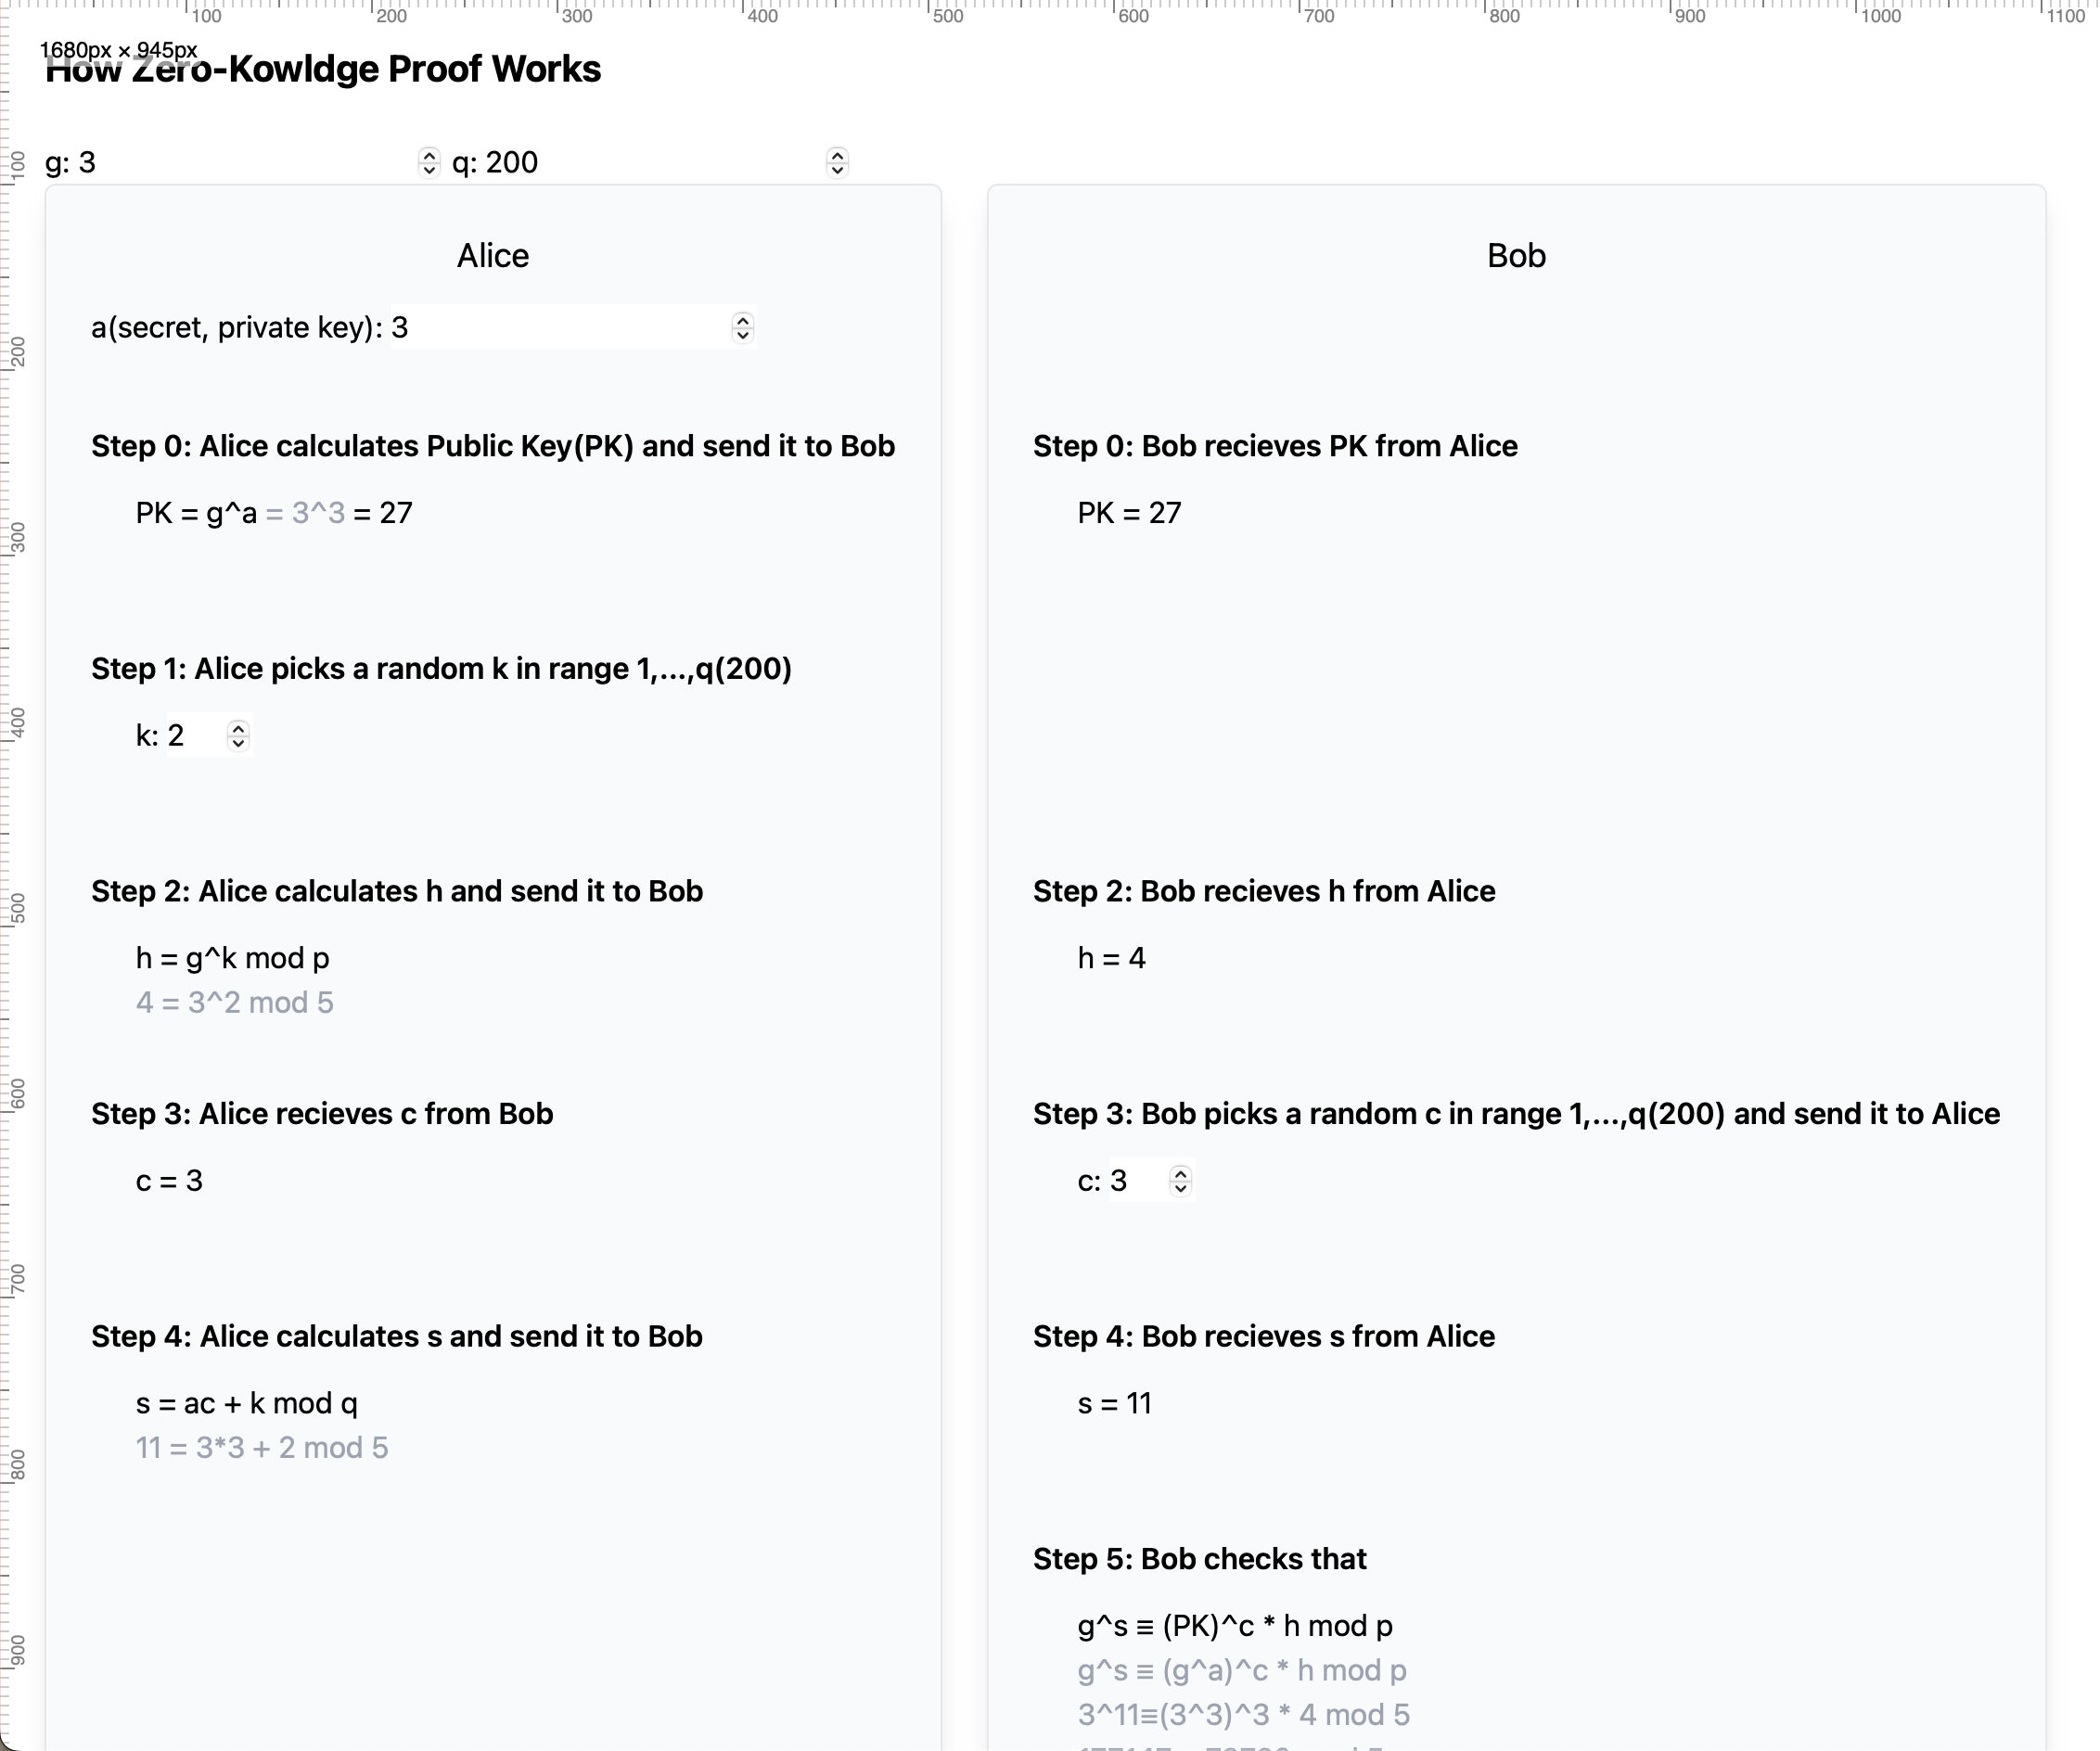 100 200 300 400 500 600 700 800 900 1000 1100
1680px × 945px
How Zero-Kowldge Proof Works
g: 3 q: 200
100
200
300
400
500
600
700
800
900
Alice
a(secret, private key): 3
Step 0: Alice calculates Public Key(PK) and send it to Bob
PK = g^a = 3^3 = 27
Step 1: Alice picks a random k in range 1,...,q(200)
k: 2
Step 2: Alice calculates h and send it to Bob
h = g^k mod p
4 = 3^2 mod 5
Step 3: Alice recieves c from Bob
c = 3
Step 4: Alice calculates s and send it to Bob
s = ac + k mod q
11 = 3*3 + 2 mod 5
Bob
Step 0: Bob recieves PK from Alice
PK = 27
Step 2: Bob recieves h from Alice
h = 4
Step 3: Bob picks a random c in range 1,...,q(200) and send it to Alice
c: 3
Step 4: Bob recieves s from Alice
s = 11
Step 5: Bob checks that
g^s ≡ (PK)^c * h mod p
g^s ≡ (g^a)^c * h mod p
3^11≡(3^3)^3 * 4 mod 5